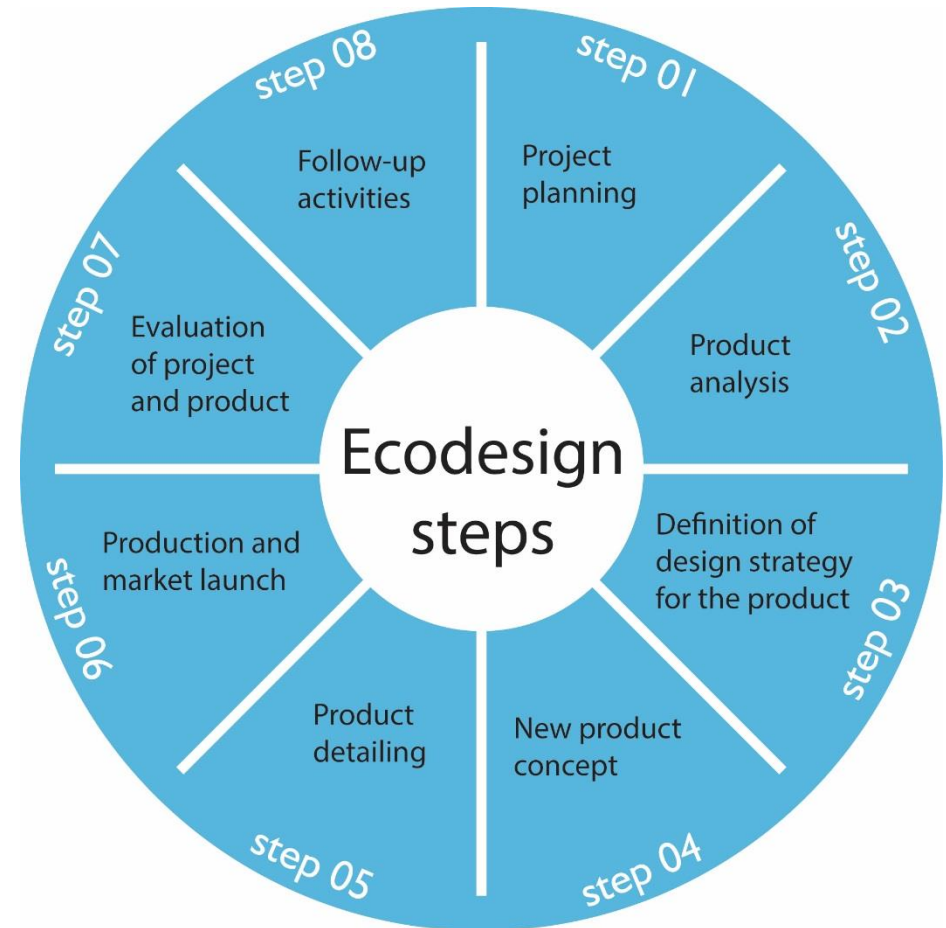 Ecodesign
steps
step 01
Project
planning
step 02
Product
analysis
step 03
Definition of
design strategy
for the product
step 04
New product
concept
step 05
Product
detailing
step 06
Production and
market launch
step 07
Evaluation
of project
and product
step 08
Follow-up
activities